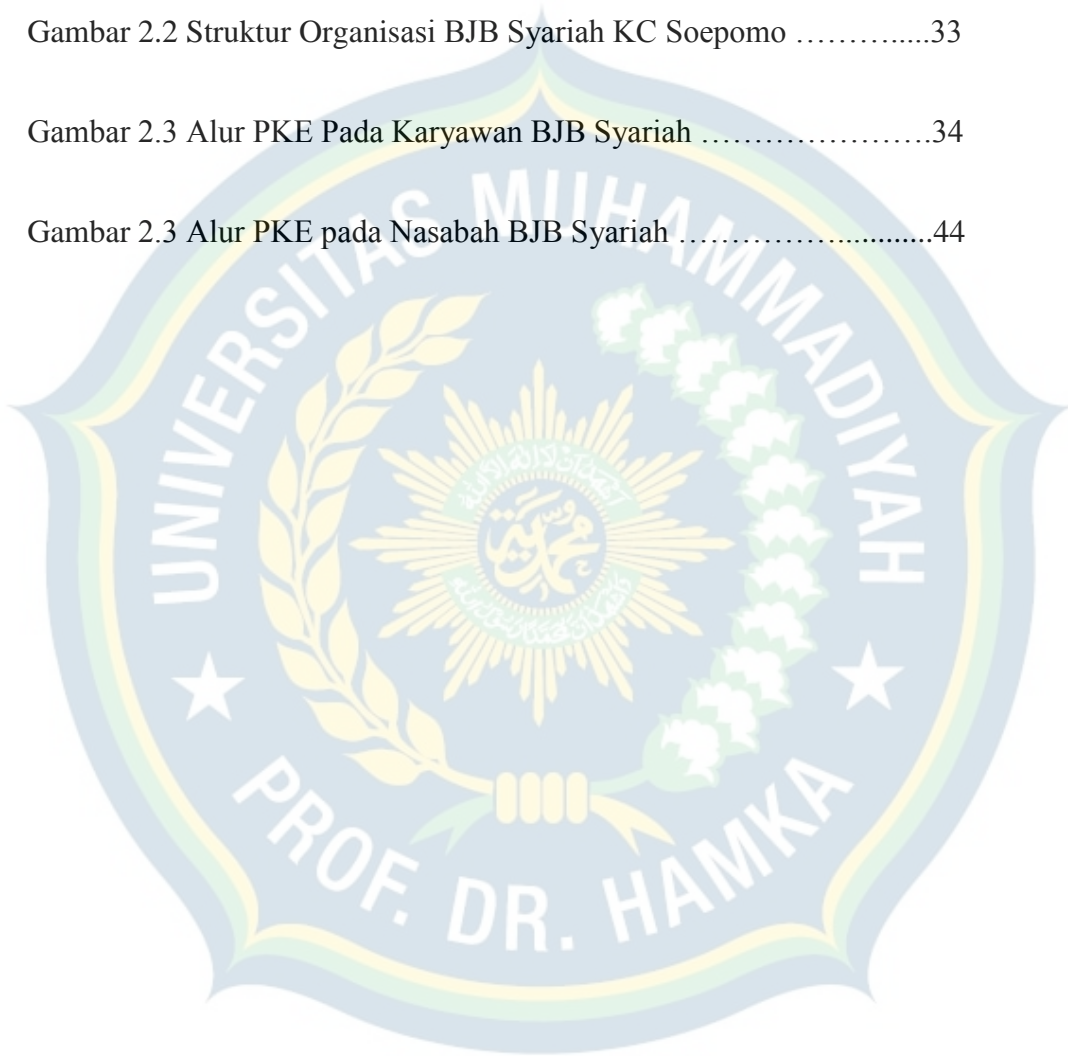 Gambar 2.2 Struktur Organisasi BJB Syariah KC Soepomo ……….....33
Gambar 2.3 Alur PKE Pada Karyawan BJB Syariah ………………….34
Gambar 2.3 Alur PKE pada Nasabah BJB Syariah ……………...........44
UNIVERSITAS MUHAMMADIYAH
محمدية
PROF. DR. HAMKA